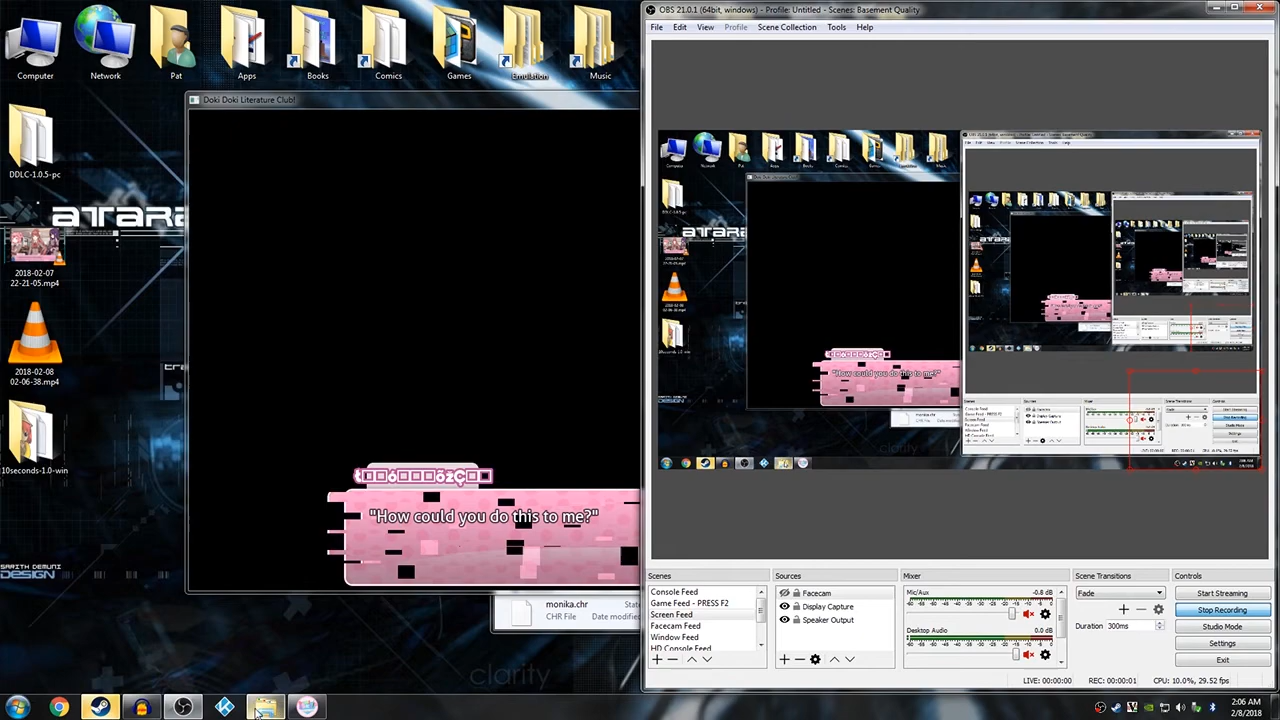 OBS 21.0.1 (64bit, windows) - Profile: Untitled - Scenes: Basement Quality
File Edit View Profile Scene Collection Tools Help
Computer Network Pat Apps Books Comics Games Emulation Music
Doki Doki Literature Club!
DDLC-1.0.5-pc
ATARA
2018-02-07
22-21-05.mp4
2018-02-08
02-06-38.mp4
10seconds-1.0-win
"How could you do this to me?"
SARITH DEMUNI
DESIGN
monika.chr
CHR File
Date modified
clarity
Scenes
Console Feed
Game Feed - PRESS F2
Screen Feed
Facecam Feed
Window Feed
HD Console Feed
Sources
Facecam
Display Capture
Speaker Output
Mixer
Mic/Aux -0.8 dB
Desktop Audio 0.0 dB
Scene Transitions
Fade
Duration 300ms
Controls
Start Streaming
Stop Recording
Studio Mode
Settings
Exit
LIVE: 00:00:00 REC: 00:00:01 CPU: 10.0%, 29.52 fps
2:06 AM
2/8/2018